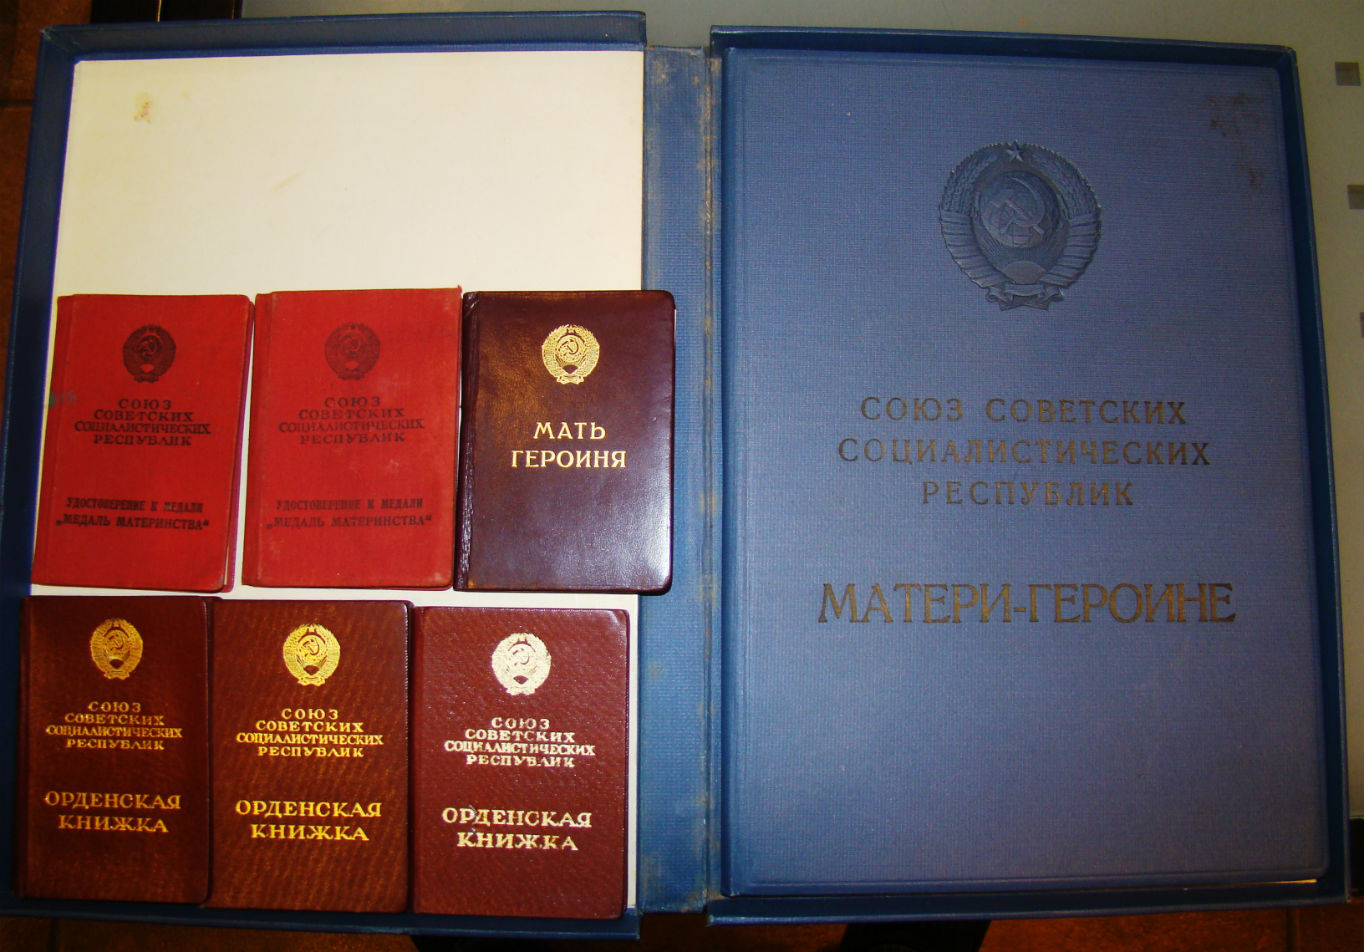 СОЮЗ
СОВЕТСКИХ
СОЦИАЛИСТИЧЕСКИХ
РЕСПУБЛИК
УДОСТОВЕРЕНИЕ К МЕДАЛИ
„МЕДАЛЬ МАТЕРИНСТВА“
СОЮЗ
СОВЕТСКИХ
СОЦИАЛИСТИЧЕСКИХ
РЕСПУБЛИК
УДОСТОВЕРЕНИЕ К МЕДАЛИ
„МЕДАЛЬ МАТЕРИНСТВА“
МАТЬ
ГЕРОИНЯ
СОЮЗ
СОВЕТСКИХ
СОЦИАЛИСТИЧЕСКИХ
РЕСПУБЛИК
ОРДЕНСКАЯ
КНИЖКА
СОЮЗ
СОВЕТСКИХ
СОЦИАЛИСТИЧЕСКИХ
РЕСПУБЛИК
ОРДЕНСКАЯ
КНИЖКА
СОЮЗ
СОВЕТСКИХ
СОЦИАЛИСТИЧЕСКИХ
РЕСПУБЛИК
ОРДЕНСКАЯ
КНИЖКА
СОЮЗ СОВЕТСКИХ
СОЦИАЛИСТИЧЕСКИХ
РЕСПУБЛИК
МАТЕРИ-ГЕРОИНЕ